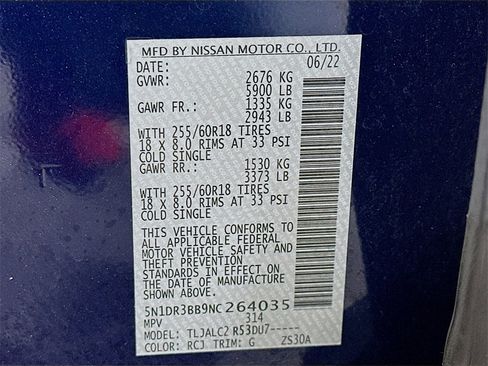 MFD BY NISSAN MOTOR CO., LTD.
DATE: 06/22
GVWR: 2676 KG
5900 LB
GAWR FR.: 1335 KG
2943 LB
WITH 255/60R18 TIRES
18 X 8.0 RIMS AT 33 PSI
COLD SINGLE
GAWR RR.: 1530 KG
3373 LB
WITH 255/60R18 TIRES
18 X 8.0 RIMS AT 33 PSI
COLD SINGLE
THIS VEHICLE CONFORMS TO
ALL APPLICABLE FEDERAL
MOTOR VEHICLE SAFETY AND
THEFT PREVENTION
STANDARDS IN EFFECT ON
THE DATE OF MANUFACTURE
SHOWN ABOVE.
5N1DR3BB9NC264035
MPV 314
MODEL: TLJALC2 R53DU7-----
COLOR: RCJ TRIM: G ZS30A